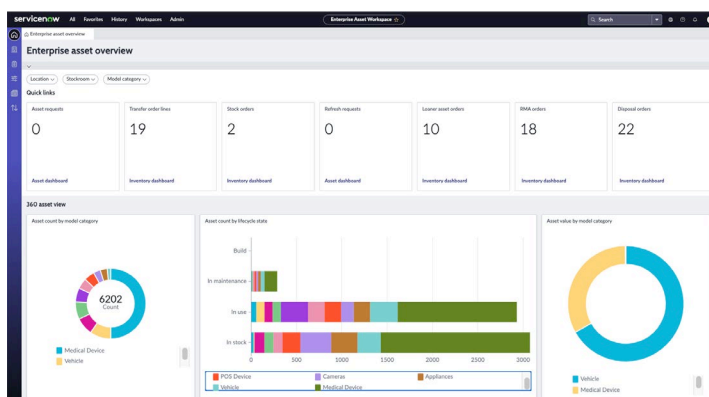 servicenow All Favorites History Workspaces Admin Enterprise Asset Workspace Search
Enterprise asset overview
Enterprise asset overview
Location Stockroom Model category
Quick links
Asset requests Transfer order lines Stock orders Refresh requests Loaner asset orders RMA orders Disposal orders
0 19 2 0 10 18 22
Asset dashboard Inventory dashboard Inventory dashboard Asset dashboard Inventory dashboard Inventory dashboard Inventory dashboard
360 asset view
Asset count by model category Asset count by lifecycle state Asset value by model category
Build
In maintenance
6202
Count
In use
In stock
Medical Device
Vehicle
0 500 1000 1500 2000 2500 3000
POS Device Cameras Appliances
Vehicle Medical Device
Vehicle
Medical Device